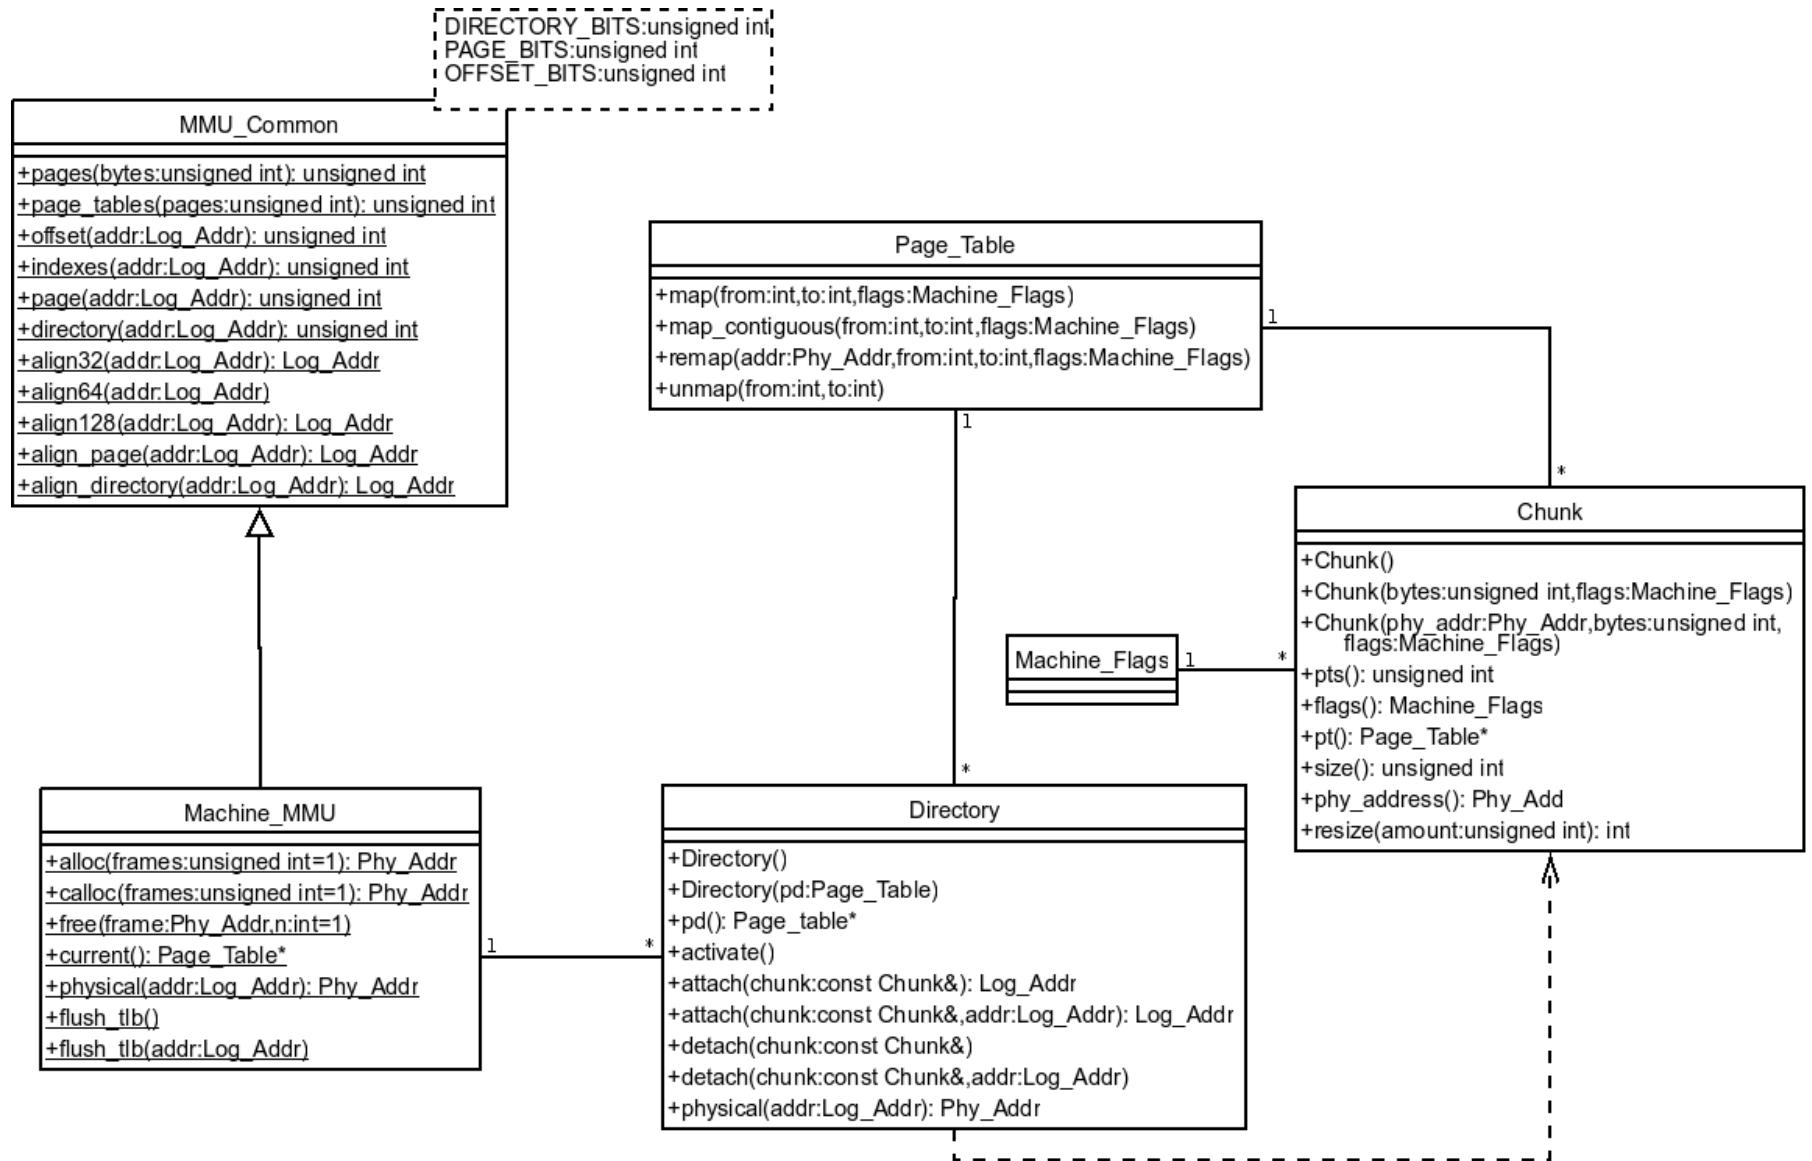 DIRECTORY_BITS:unsigned int
PAGE_BITS:unsigned int
OFFSET_BITS:unsigned int
MMU_Common
+pages(bytes:unsigned int): unsigned int
+page_tables(pages:unsigned int): unsigned int
+offset(addr:Log_Addr): unsigned int
+indexes(addr:Log_Addr): unsigned int
+page(addr:Log_Addr): unsigned int
+directory(addr:Log_Addr): unsigned int
+align32(addr:Log_Addr): Log_Addr
+align64(addr:Log_Addr)
+align128(addr:Log_Addr): Log_Addr
+align_page(addr:Log_Addr): Log_Addr
+align_directory(addr:Log_Addr): Log_Addr
Page_Table
+map(from:int,to:int,flags:Machine_Flags)
+map_contiguous(from:int,to:int,flags:Machine_Flags)
+remap(addr:Phy_Addr,from:int,to:int,flags:Machine_Flags)
+unmap(from:int,to:int)
1
1
*
Chunk
+Chunk()
+Chunk(bytes:unsigned int,flags:Machine_Flags)
+Chunk(phy_addr:Phy_Addr,bytes:unsigned int,
flags:Machine_Flags)
+pts(): unsigned int
+flags(): Machine_Flags
+pt(): Page_Table*
+size(): unsigned int
+phy_address(): Phy_Add
+resize(amount:unsigned int): int
Machine_Flags
1
*
*
Machine_MMU
+alloc(frames:unsigned int=1): Phy_Addr
+calloc(frames:unsigned int=1): Phy_Addr
+free(frame:Phy_Addr,n:int=1)
+current(): Page_Table*
+physical(addr:Log_Addr): Phy_Addr
+flush_tlb()
+flush_tlb(addr:Log_Addr)
1
*
Directory
+Directory()
+Directory(pd:Page_Table)
+pd(): Page_table*
+activate()
+attach(chunk:const Chunk&): Log_Addr
+attach(chunk:const Chunk&,addr:Log_Addr): Log_Addr
+detach(chunk:const Chunk&)
+detach(chunk:const Chunk&,addr:Log_Addr)
+physical(addr:Log_Addr): Phy_Addr